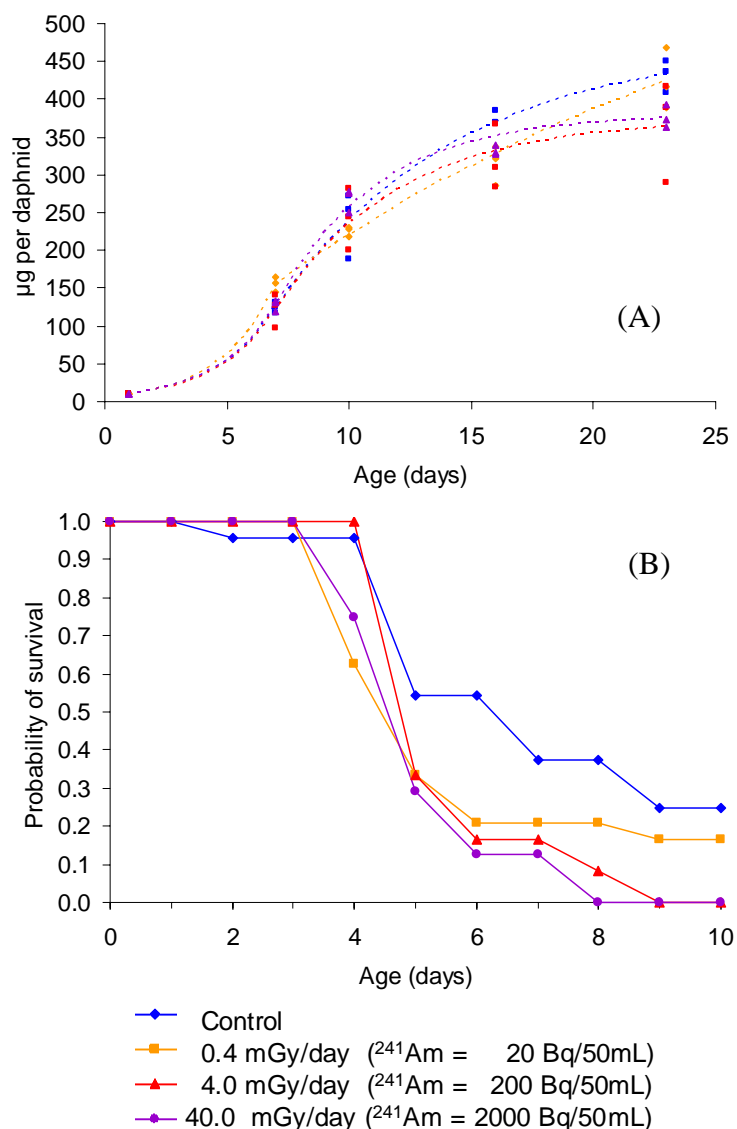 500
450
400
350
300
250
200
150
100
50
0
µg per daphnid
(A)
0 5 10 15 20 25
Age (days)
1.0
0.9
0.8
0.7
0.6
0.5
0.4
0.3
0.2
0.1
0.0
Probability of survival
(B)
0 2 4 6 8 10
Age (days)
Control
0.4 mGy/day (²⁴¹Am = 20 Bq/50mL)
4.0 mGy/day (²⁴¹Am = 200 Bq/50mL)
40.0 mGy/day (²⁴¹Am = 2000 Bq/50mL)